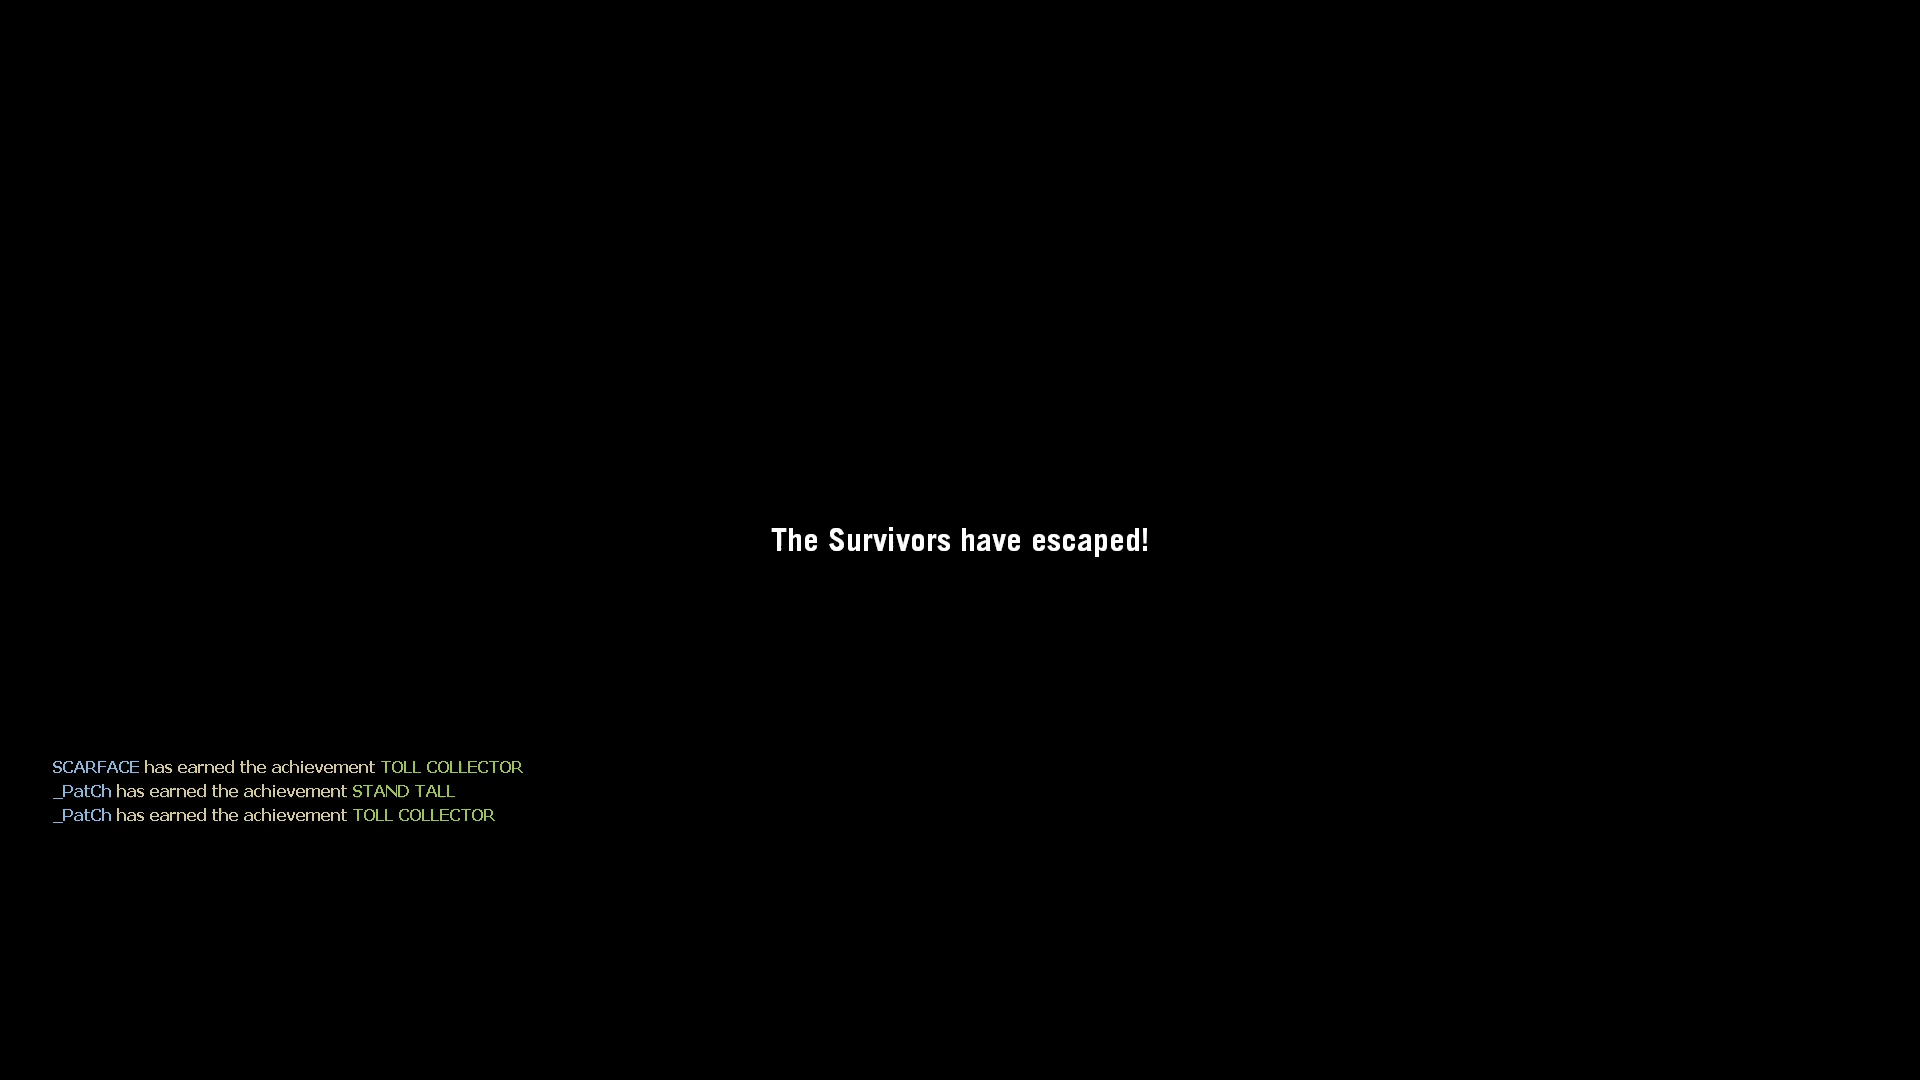 The Survivors have escaped!
SCARFACE has earned the achievement TOLL COLLECTOR
_PatCh has earned the achievement STAND TALL
_PatCh has earned the achievement TOLL COLLECTOR